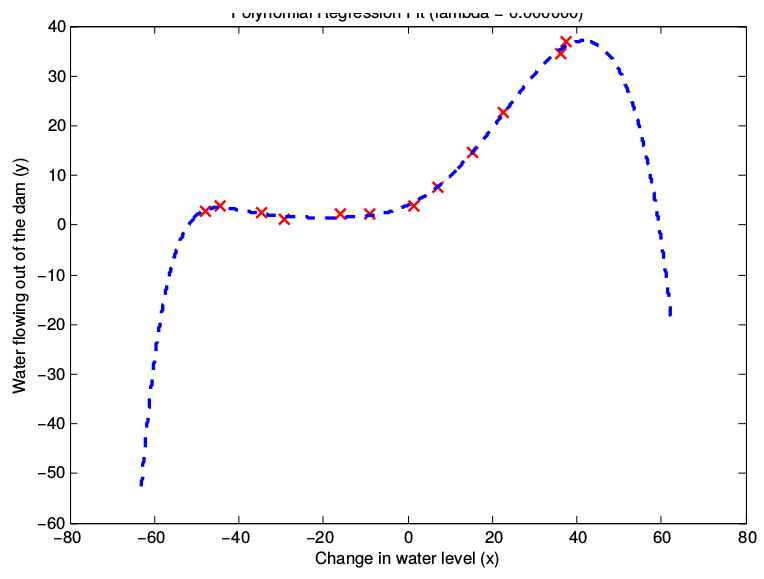 Polynomial Regression Fit (lambda = 0.000000)
40
30
20
10
0
−10
−20
−30
−40
−50
−60
Water flowing out of the dam (y)
−80 −60 −40 −20 0 20 40 60 80
Change in water level (x)